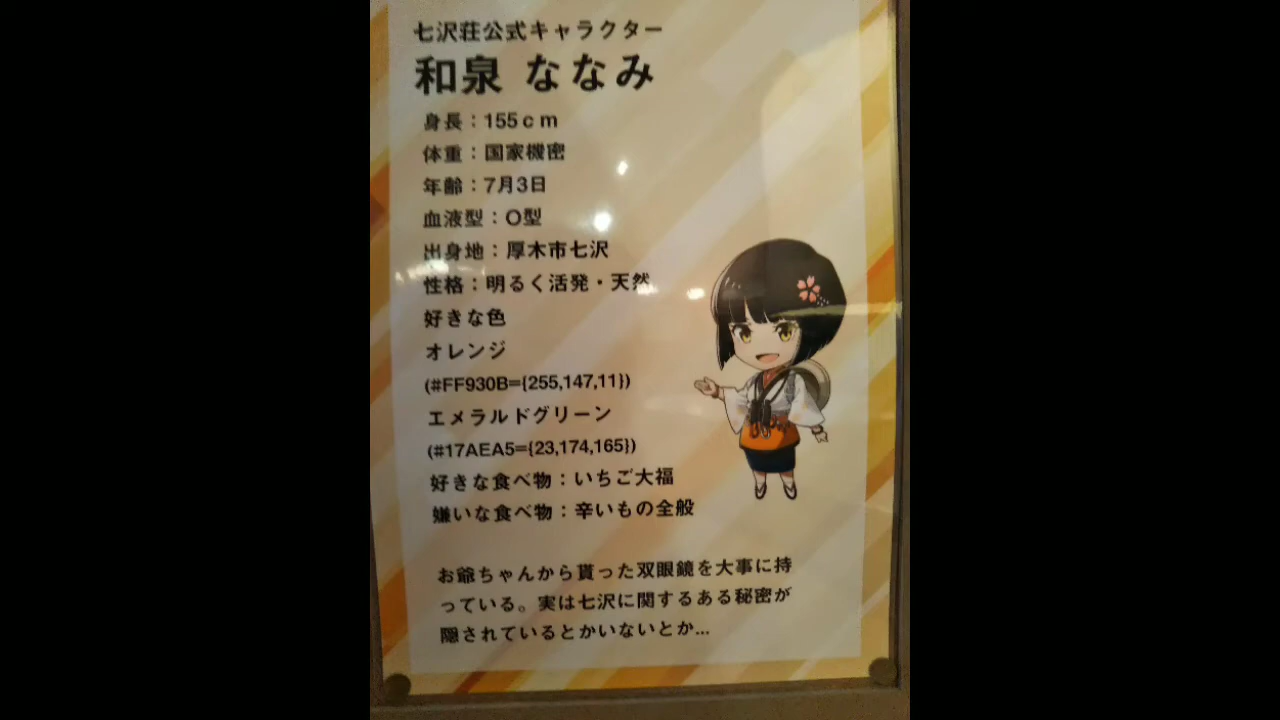 七沢荘公式キャラクター
和泉 ななみ
身長：155ｃｍ
体重：国家機密
年齢：7月3日
血液型：O型
出身地：厚木市七沢
性格：明るく活発・天然
好きな色
オレンジ
(#FF930B={255,147,11})
エメラルドグリーン
(#17AEA5={23,174,165})
好きな食べ物：いちご大福
嫌いな食べ物：辛いもの全般
お爺ちゃんから貰った双眼鏡を大事に持
っている。実は七沢に関するある秘密が
隠されているとかいないとか...